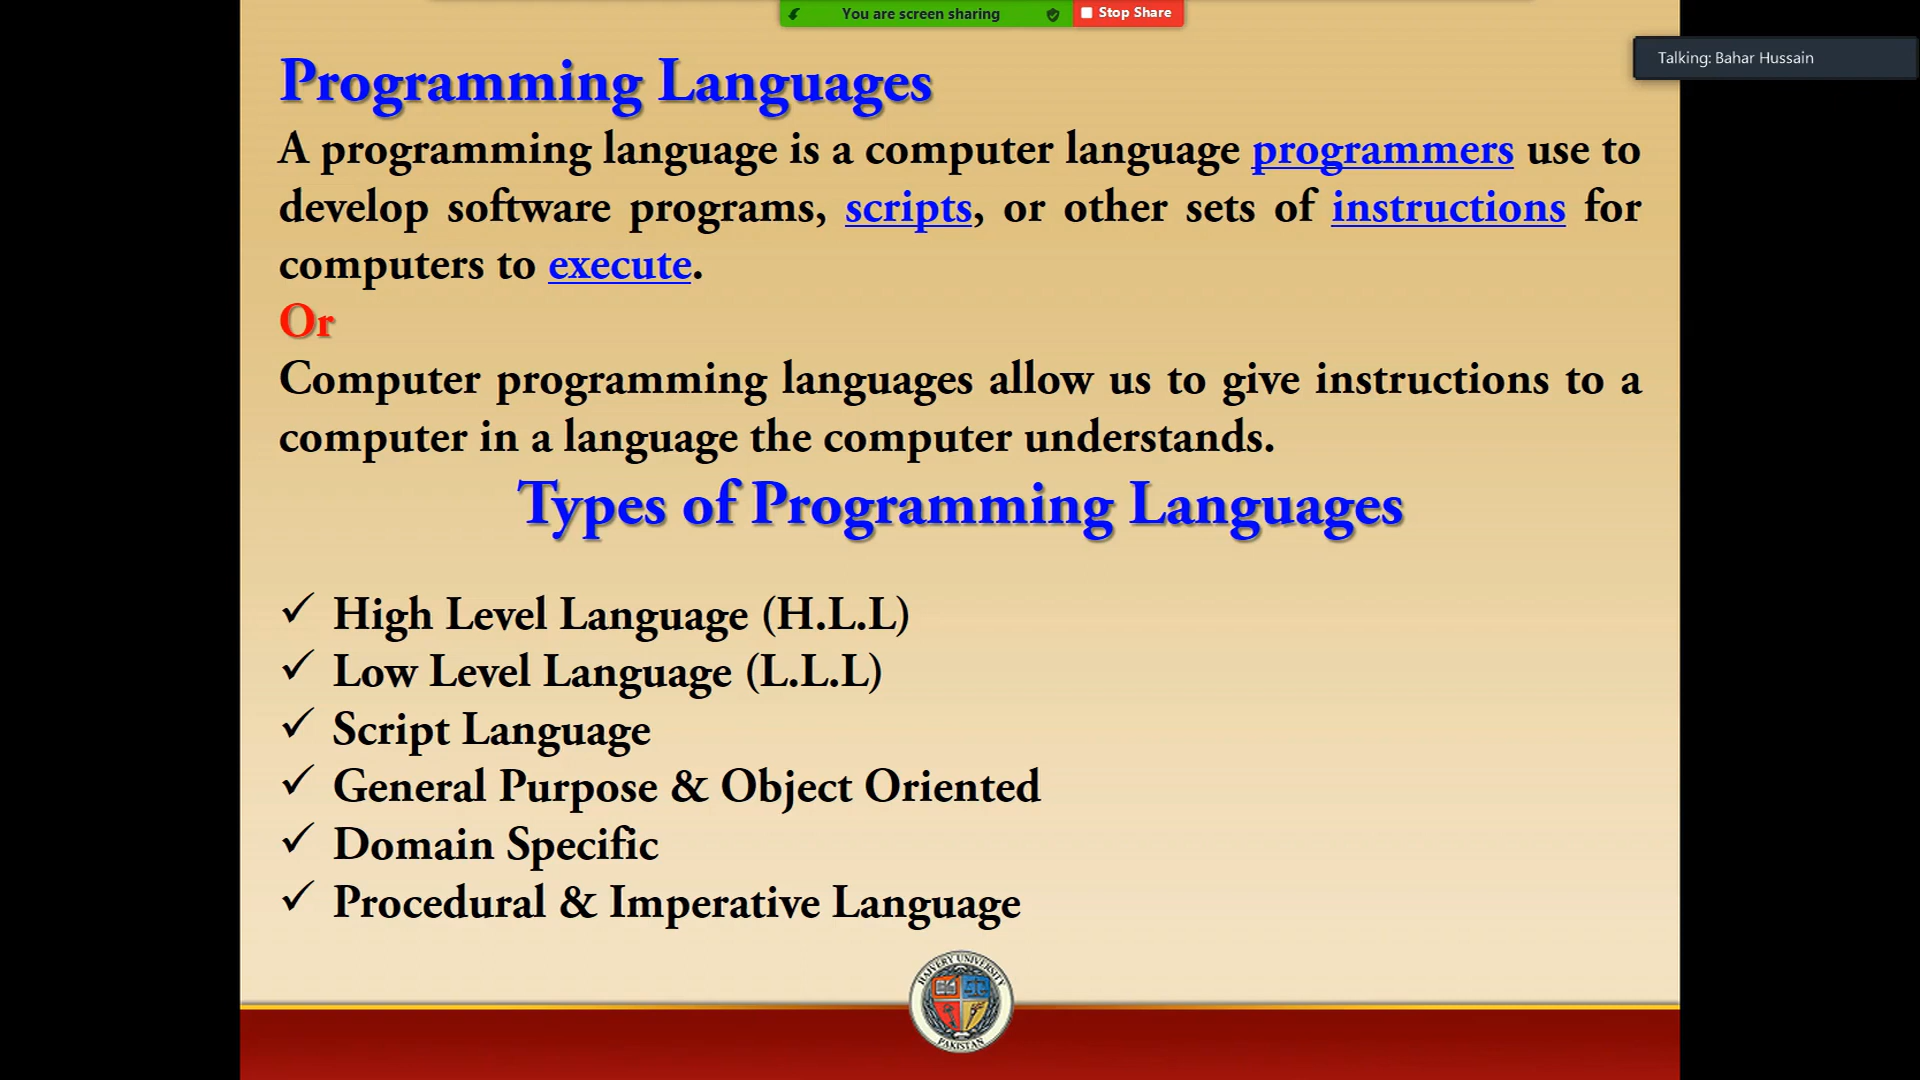 You are screen sharing
Stop Share
Talking: Bahar Hussain
Programming Languages
A programming language is a computer language programmers use to
develop software programs, scripts, or other sets of instructions for
computers to execute.
Or
Computer programming languages allow us to give instructions to a
computer in a language the computer understands.
Types of Programming Languages
✓ High Level Language (H.L.L)
✓ Low Level Language (L.L.L)
✓ Script Language
✓ General Purpose & Object Oriented
✓ Domain Specific
✓ Procedural & Imperative Language
HAIVERY UNIVERSITY
PAKISTAN